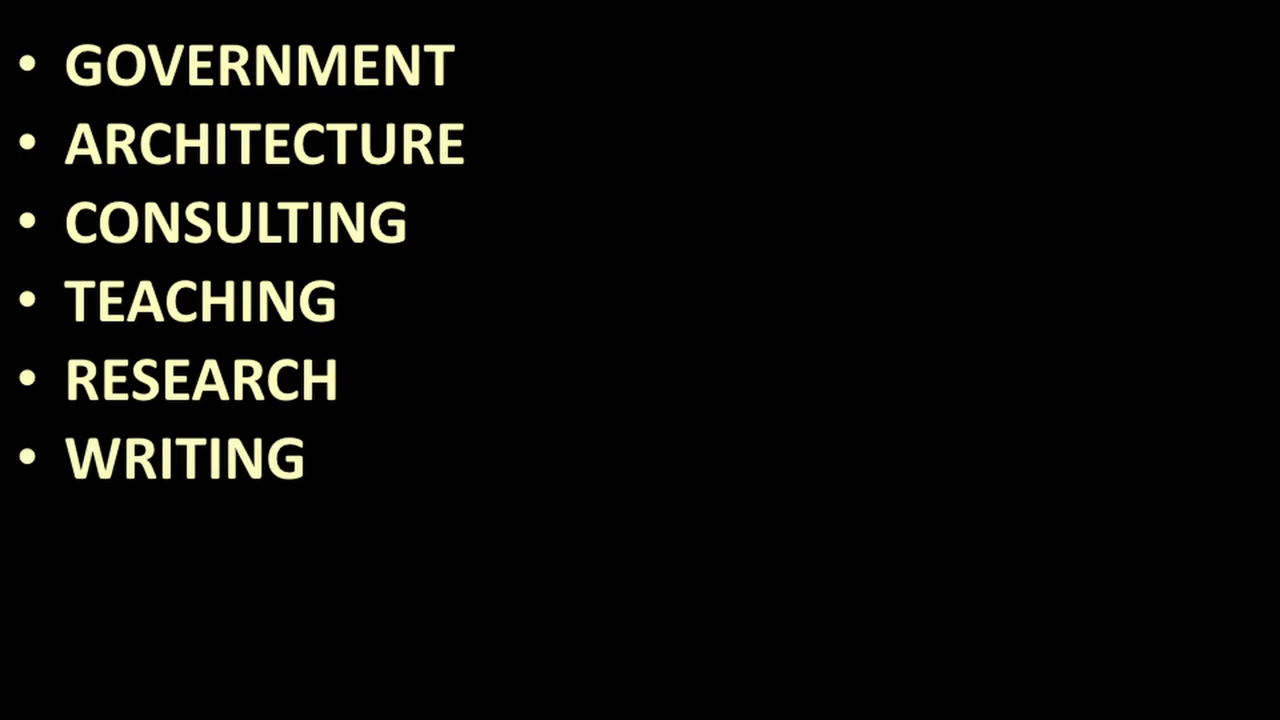 • GOVERNMENT
• ARCHITECTURE
• CONSULTING
• TEACHING
• RESEARCH
• WRITING